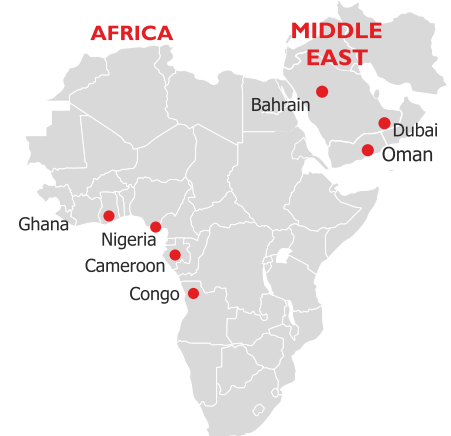 AFRICA
MIDDLE
EAST
Bahrain
Dubai
Oman
Ghana
Nigeria
Cameroon
Congo